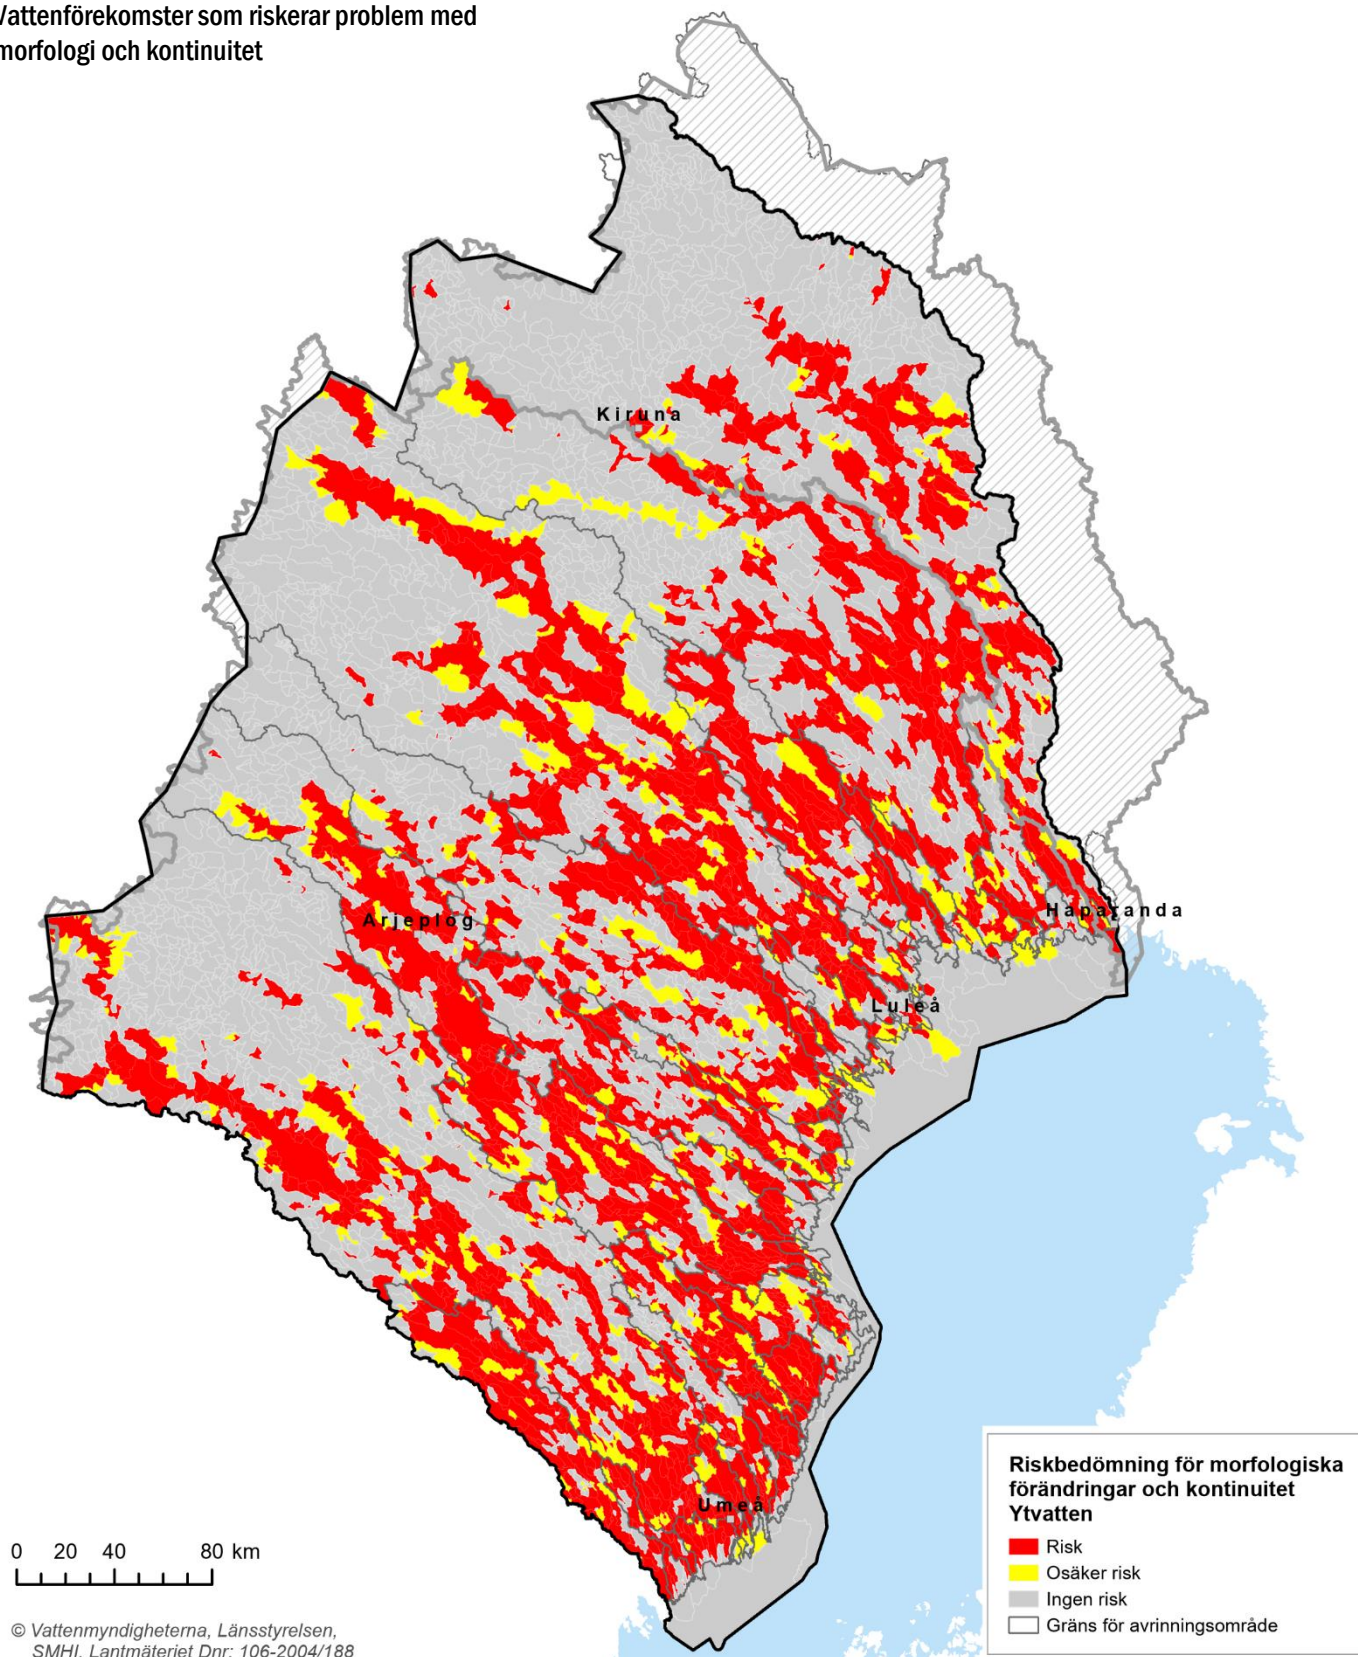 Vattenförekomster som riskerar problem med
morfologi och kontinuitet
Kiruna
Arjeplog
Haparanda
Luleå
Umeå
Riskbedömning för morfologiska
förändringar och kontinuitet
Ytvatten
Risk
Osäker risk
Ingen risk
Gräns för avrinningsområde
0 20 40 80 km
© Vattenmyndigheterna, Länsstyrelsen,
SMHI, Lantmäteriet Dnr: 106-2004/188